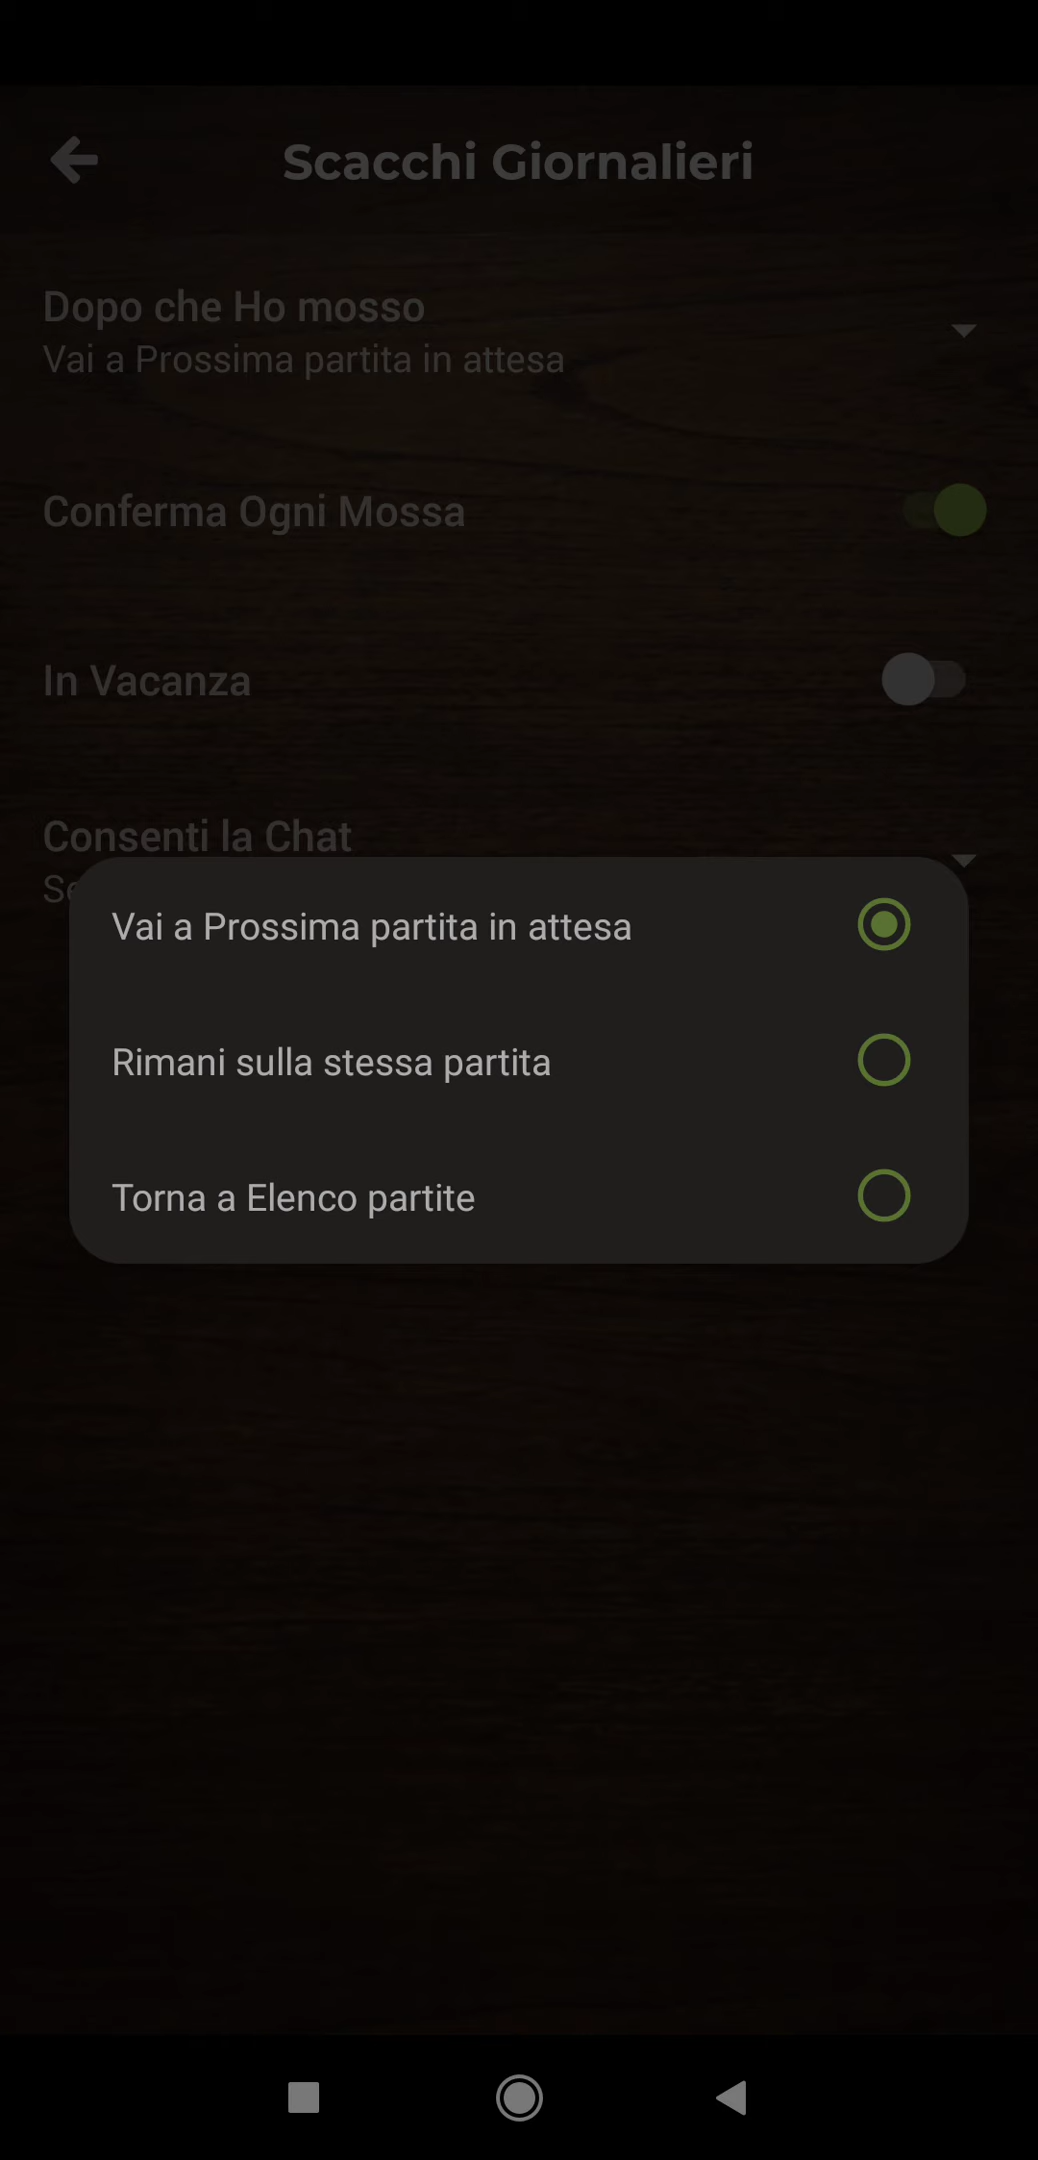 Scacchi Giornalieri
Dopo che Ho mosso
Vai a Prossima partita in attesa
Conferma Ogni Mossa
In Vacanza
Consenti la Chat
Vai a Prossima partita in attesa
Rimani sulla stessa partita
Torna a Elenco partite